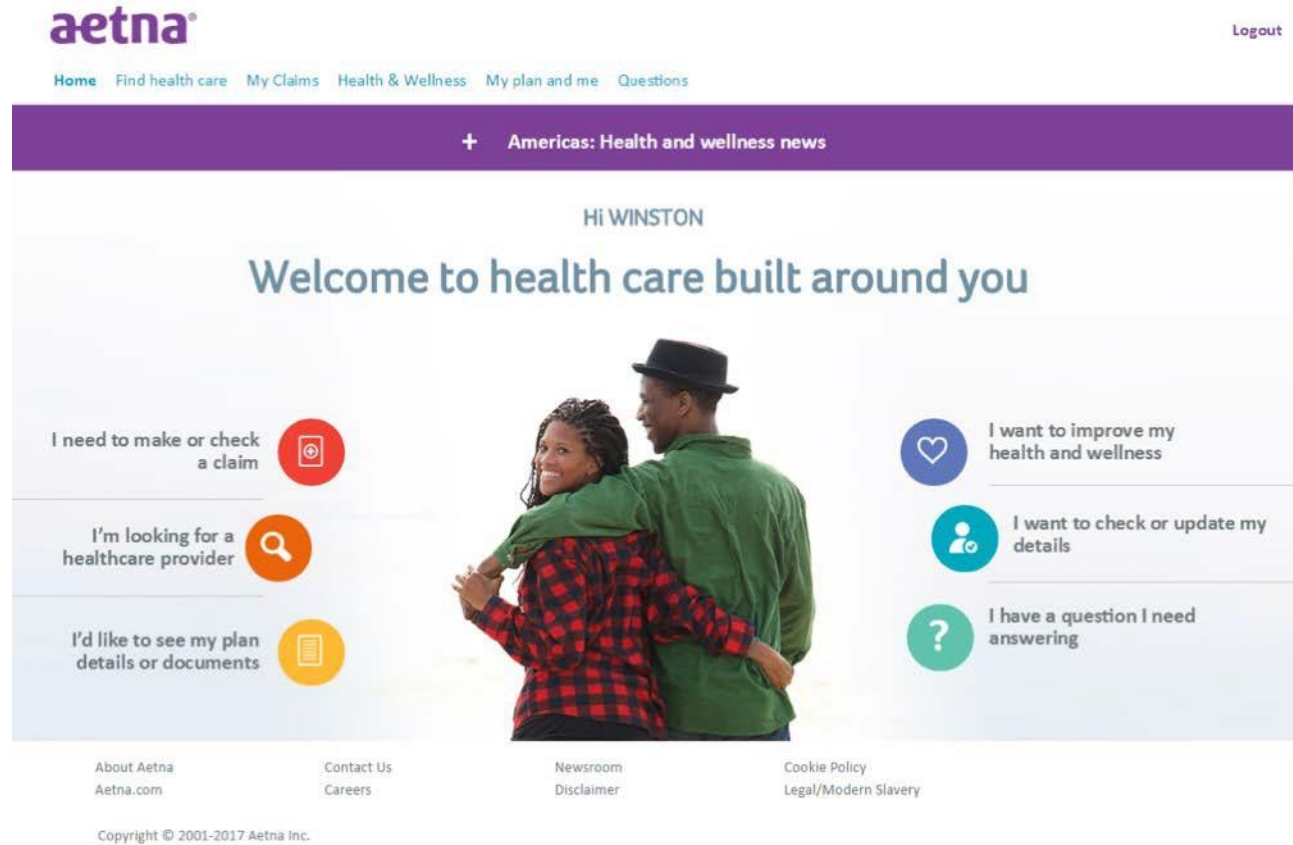 aetna®
Logout
Home Find health care My Claims Health & Wellness My plan and me Questions
+ Americas: Health and wellness news
Hi WINSTON
Welcome to health care built around you
I need to make or check
a claim
I'm looking for a
healthcare provider
I'd like to see my plan
details or documents
I want to improve my
health and wellness
I want to check or update my
details
?
I have a question I need
answering
About Aetna Contact Us Newsroom Cookie Policy
Aetna.com Careers Disclaimer Legal/Modern Slavery
Copyright © 2001-2017 Aetna Inc.